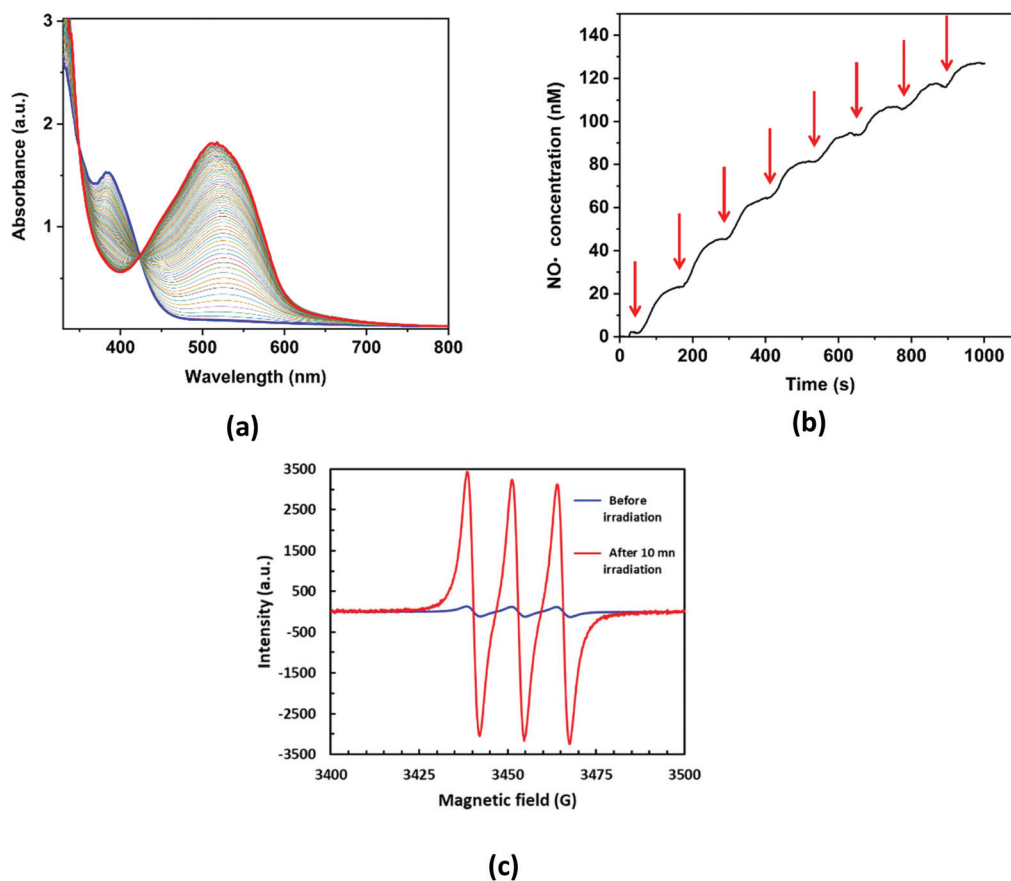 3
2
1
Absorbance (a.u.)
400
500
600
700
800
Wavelength (nm)
(a)
140
120
100
80
60
40
20
0
NO· concentration (nM)
0
200
400
600
800
1000
Time (s)
(b)
3500
2500
1500
500
-500
-1500
-2500
-3500
Intensity (a.u.)
Before
irradiation
After 10 mn
irradiation
3400
3425
3450
3475
3500
Magnetic field (G)
(c)